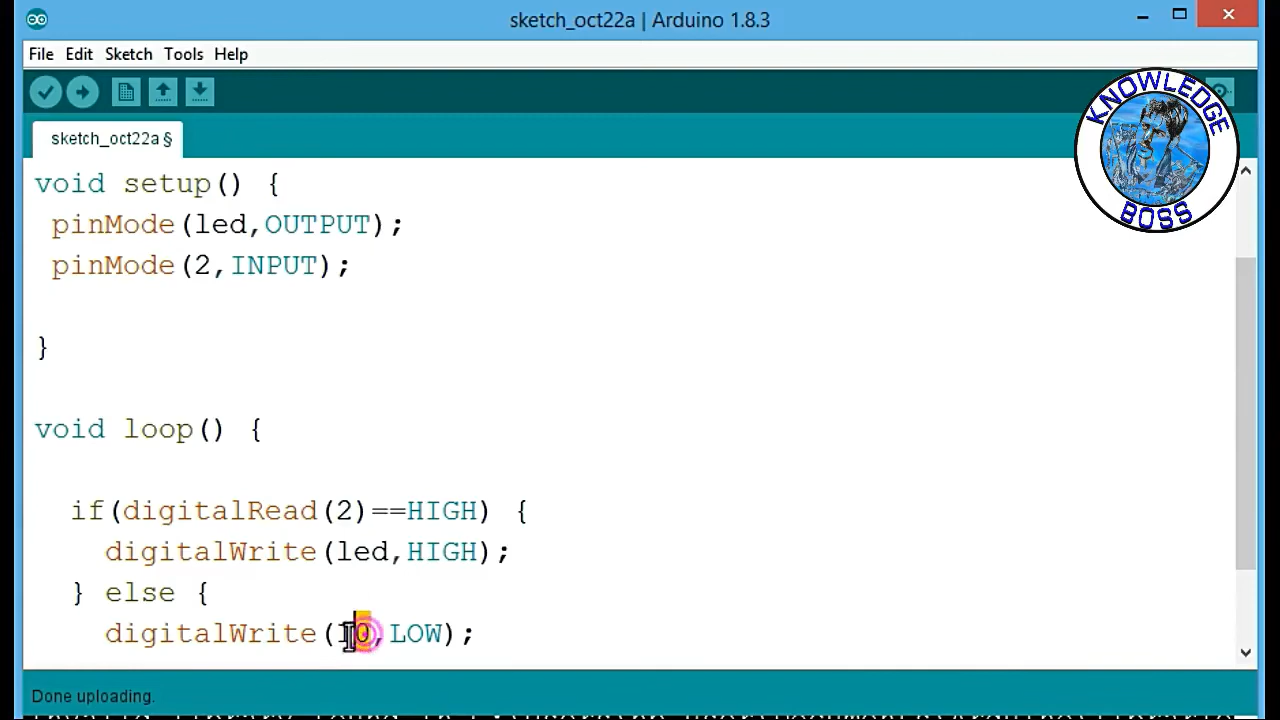 sketch_oct22a | Arduino 1.8.3
File Edit Sketch Tools Help
KNOWLEDGE
BOSS
sketch_oct22a §
void setup() {
pinMode(led,OUTPUT);
pinMode(2,INPUT);
}
void loop() {
if(digitalRead(2)==HIGH) {
digitalWrite(led,HIGH);
} else {
digitalWrite(10,LOW);
Done uploading.